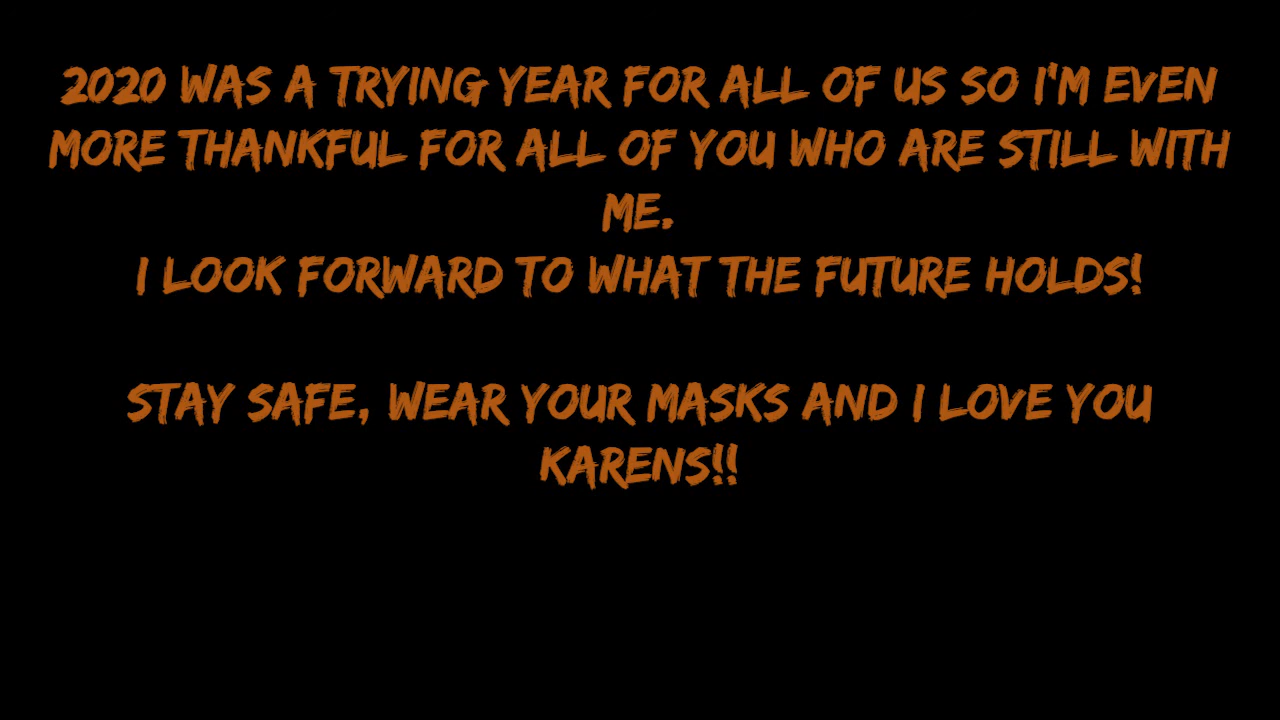 2020 WAS A TRYING YEAR FOR ALL OF US SO I'M EVEN
MORE THANKFUL FOR ALL OF YOU WHO ARE STILL WITH
ME.
I LOOK FORWARD TO WHAT THE FUTURE HOLDS!
STAY SAFE, WEAR YOUR MASKS AND I LOVE YOU
KARENS!!